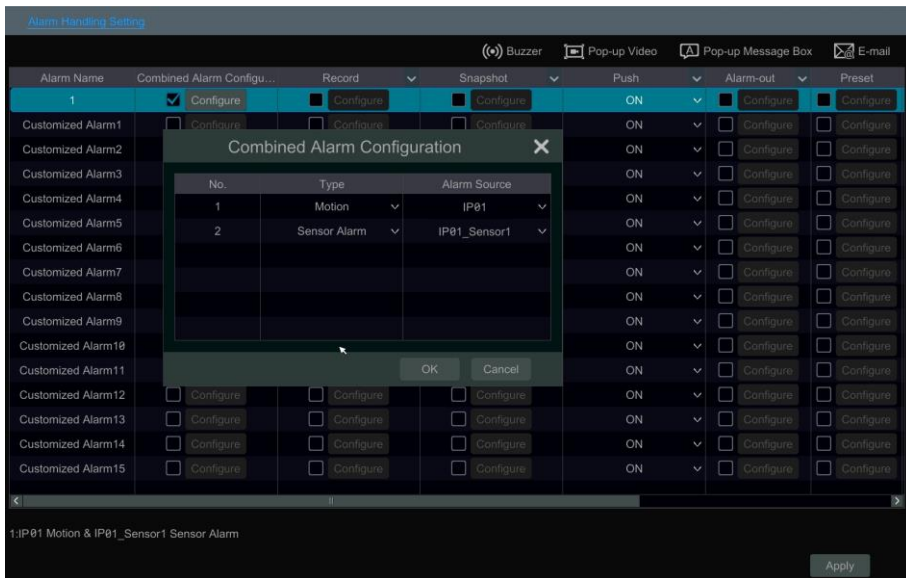 Alarm Handling Setting
Buzzer Pop-up Video Pop-up Message Box E-mail
Alarm Name Combined Alarm Configu... Record Snapshot Push Alarm-out Preset
1 Configure Configure Configure ON Configure Configure
Customized Alarm1 Configure Configure Configure ON Configure Configure
Customized Alarm2 ON Configure Configure
Customized Alarm3 ON Configure Configure
Customized Alarm4 ON Configure Configure
Customized Alarm5 ON Configure Configure
Customized Alarm6 ON Configure Configure
Customized Alarm7 ON Configure Configure
Customized Alarm8 ON Configure Configure
Customized Alarm9 ON Configure Configure
Customized Alarm10 ON Configure Configure
Customized Alarm11 ON Configure Configure
Customized Alarm12 Configure Configure Configure ON Configure Configure
Customized Alarm13 Configure Configure Configure ON Configure Configure
Customized Alarm14 Configure Configure Configure ON Configure Configure
Customized Alarm15 Configure Configure Configure ON Configure Configure
Combined Alarm Configuration
No. Type Alarm Source
1 Motion IP01
2 Sensor Alarm IP01_Sensor1
OK Cancel
1:IP01 Motion & IP01_Sensor1 Sensor Alarm
Apply